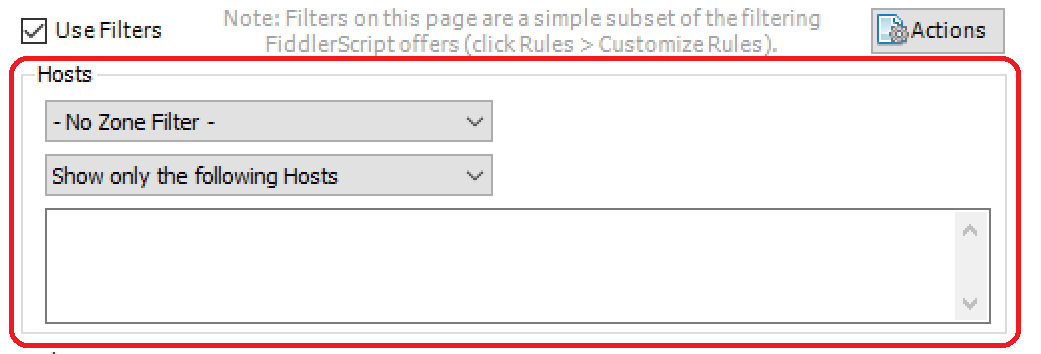 Use Filters
Note: Filters on this page are a simple subset of the filtering
FiddlerScript offers (click Rules > Customize Rules).
Actions
Hosts
- No Zone Filter -
Show only the following Hosts